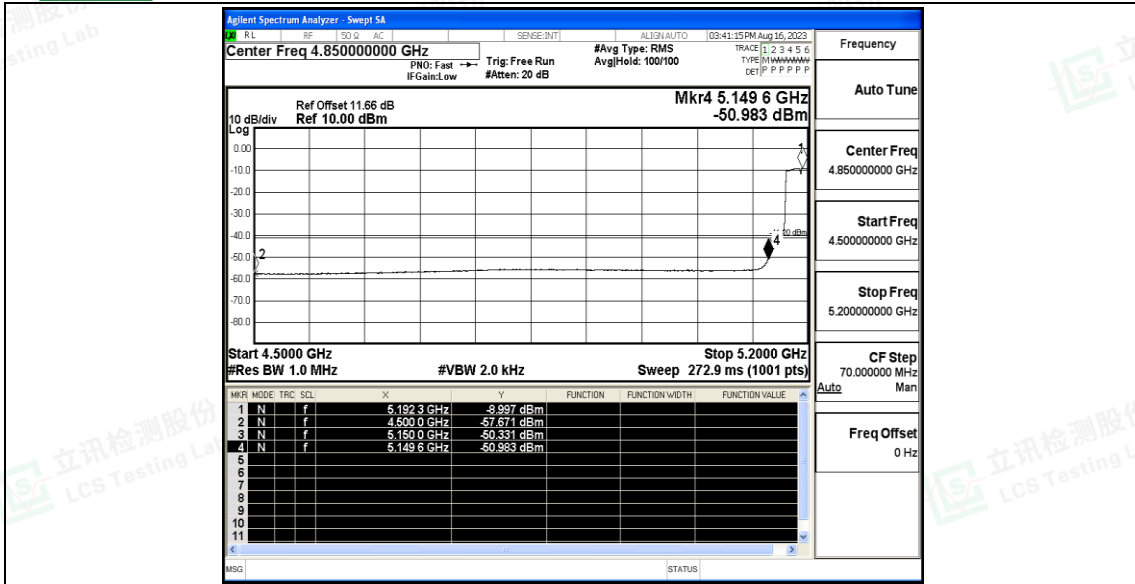 Agilent Spectrum Analyzer - Swept SA
LXI RL RF 50 Ω AC SENSE:INT ALIGN AUTO 03:41:15 PM Aug 16, 2023
Center Freq 4.850000000 GHz #Avg Type: RMS TRACE 1 2 3 4 5 6
PNO: Fast Trig: Free Run Avg|Hold: 100/100 TYPE M WWWWW
IFGain:Low #Atten: 20 dB DET P P P P P P
Frequency
Auto Tune
Mkr4 5.149 6 GHz
Ref Offset 11.66 dB
10 dB/div Ref 10.00 dBm -50.983 dBm
Log
0.00
-10.0
-20.0
-30.0
-40.0
-50.0
-60.0
-70.0
-80.0
1
2
4
Start 4.5000 GHz Stop 5.2000 GHz
#Res BW 1.0 MHz #VBW 2.0 kHz Sweep 272.9 ms (1001 pts)
Center Freq
4.850000000 GHz
Start Freq
4.500000000 GHz
Stop Freq
5.200000000 GHz
CF Step
70.000000 MHz
Auto Man
Freq Offset
0 Hz
MKR MODE TRC SCL X Y FUNCTION FUNCTION WIDTH FUNCTION VALUE
1 N f 5.192 3 GHz -8.997 dBm
2 N f 4.500 0 GHz -57.671 dBm
3 N f 5.150 0 GHz -50.331 dBm
4 N f 5.149 6 GHz -50.983 dBm
5
6
7
8
9
10
11
MSG STATUS
立讯检测股份
LCS Testing Lab
立讯检测股份
LCS Testing L